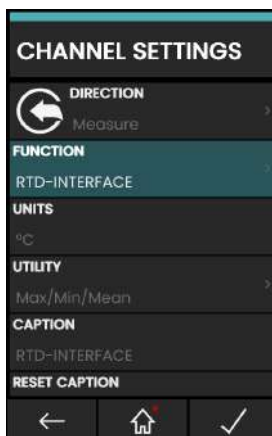 CHANNEL SETTINGS
DIRECTION
Measure
FUNCTION
RTD-INTERFACE
UNITS
°C
UTILITY
Max/Min/Mean
CAPTION
RTD-INTERFACE
RESET CAPTION